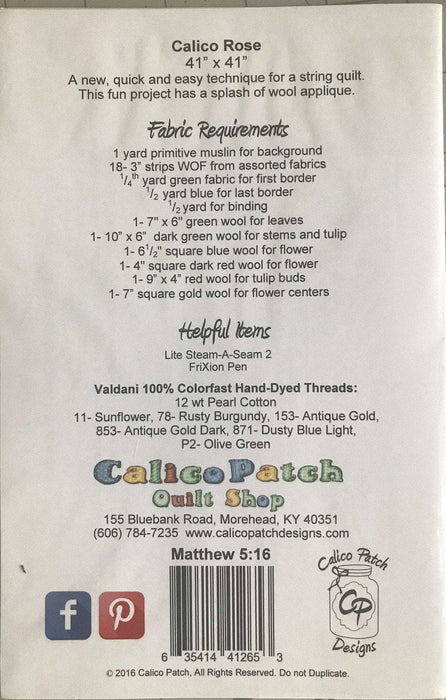 Calico Rose
41" x 41"
A new, quick and easy technique for a string quilt.
This fun project has a splash of wool applique.
Fabric Requirements
1 yard primitive muslin for background
18- 3" strips WOF from assorted fabrics
1/4th yard green fabric for first border
1/2 yard blue for last border
1/2 yard for binding
1- 7" x 6" green wool for leaves
1- 10" x 6" dark green wool for stems and tulip
1- 6 1/2" square blue wool for flower
1- 4" square dark red wool for flower
1- 9" x 4" red wool for tulip buds
1- 7" square gold wool for flower centers
Helpful Items
Lite Steam-A-Seam 2
FriXion Pen
Valdani 100% Colorfast Hand-Dyed Threads:
12 wt Pearl Cotton
11- Sunflower, 78- Rusty Burgundy, 153- Antique Gold,
853- Antique Gold Dark, 871- Dusty Blue Light,
P2- Olive Green
Calico Patch
Quilt Shop
155 Bluebank Road, Morehead, KY 40351
(606) 784-7235 www.calicopatchdesigns.com
Matthew 5:16
f
Calico Patch
CP
Designs
6 35414 41265 3
© 2016 Calico Patch, All Rights Reserved. Do not Duplicate.